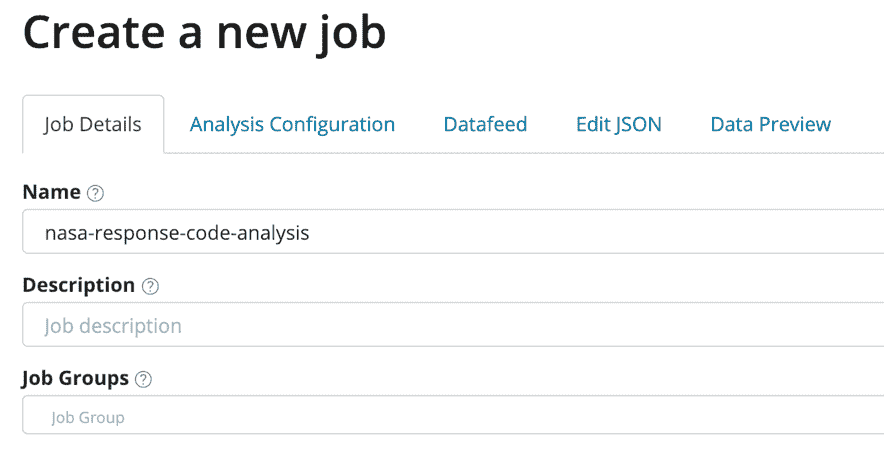 Create a new job
Job Details Analysis Configuration Datafeed Edit JSON Data Preview
Name ?
nasa-response-code-analysis
Description ?
Job description
Job Groups ?
Job Group